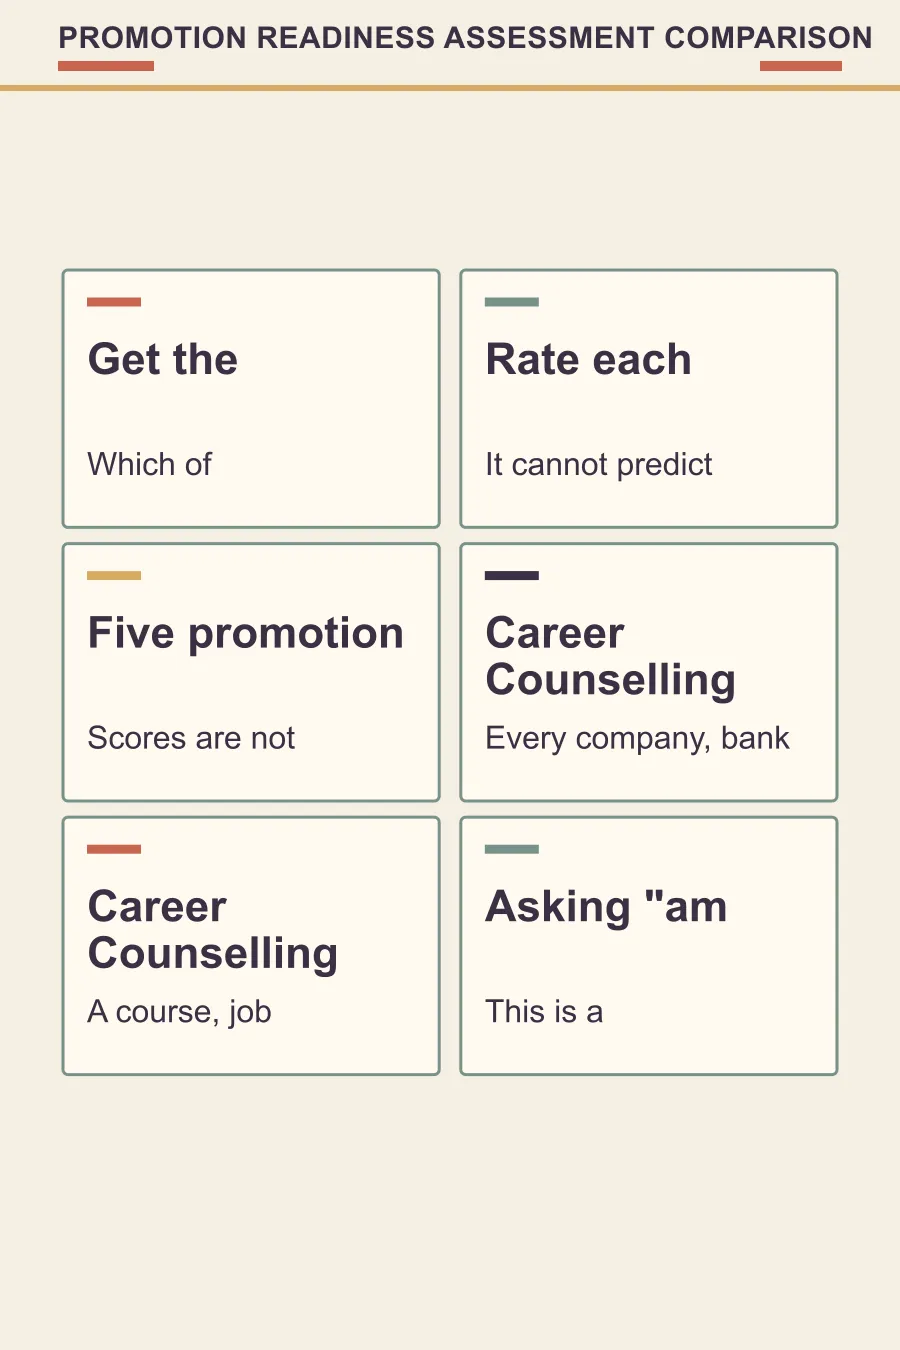 PROMOTION READINESS ASSESSMENT COMPARISON
Get the
Which of
Rate each
It cannot predict
Five promotion
Scores are not
Career
Counselling
Every company, bank
Career
Counselling
A course, job
Asking "am
This is a